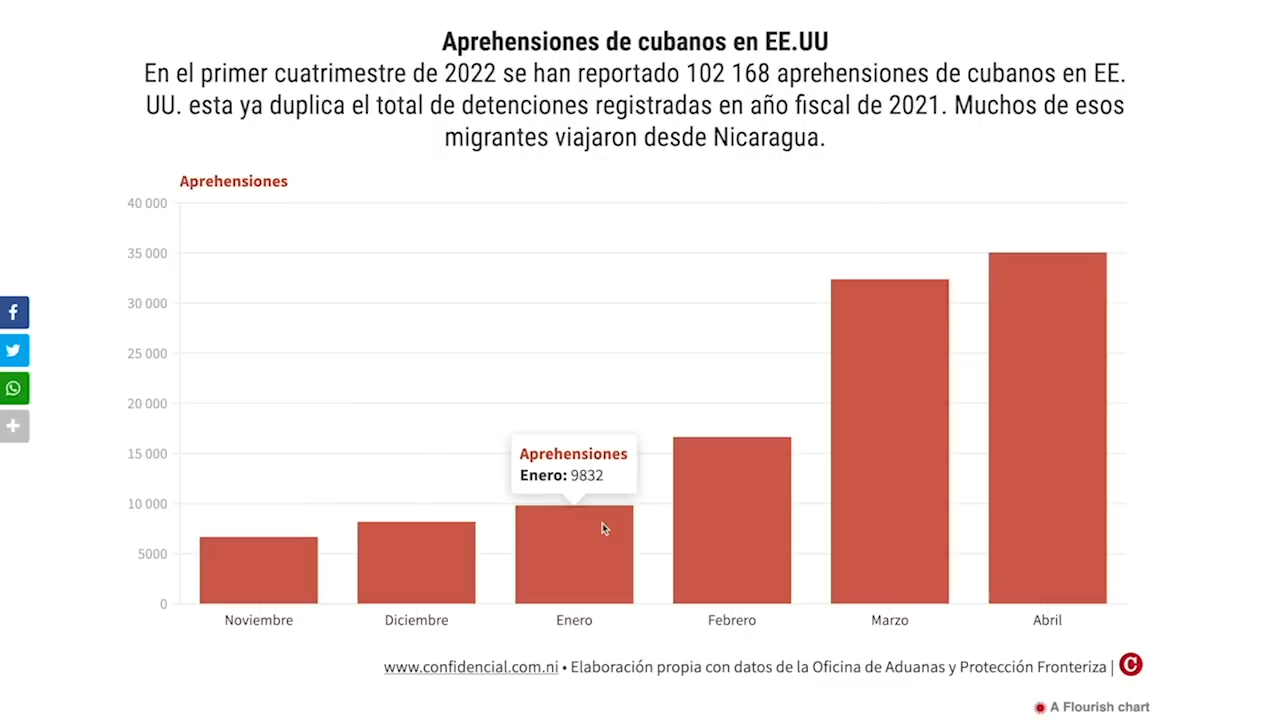 Aprehensiones de cubanos en EE.UU
En el primer cuatrimestre de 2022 se han reportado 102 168 aprehensiones de cubanos en EE.
UU. esta ya duplica el total de detenciones registradas en año fiscal de 2021. Muchos de esos
migrantes viajaron desde Nicaragua.
Aprehensiones
40 000
35 000
30 000
25 000
20 000
15 000
10 000
5000
0
Aprehensiones
Enero: 9832
Noviembre
Diciembre
Enero
Febrero
Marzo
Abril
www.confidencial.com.ni • Elaboración propia con datos de la Oficina de Aduanas y Protección Fronteriza | C
A Flourish chart